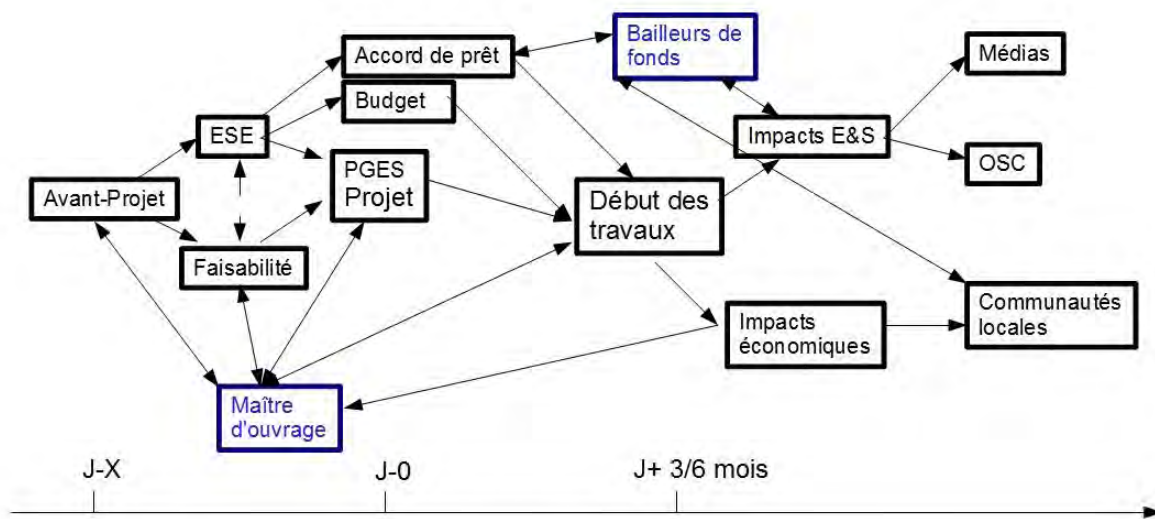 Accord de prêt
Bailleurs de
fonds
Médias
Budget
ESE
Impacts E&S
OSC
PGES
Projet
Avant-Projet
Début des
travaux
Faisabilité
Communautés
locales
Impacts
économiques
Maître
d'ouvrage
J-X
J-0
J+ 3/6 mois